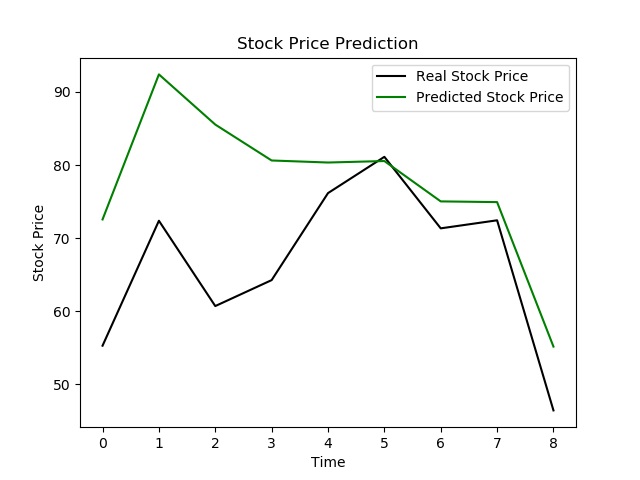 Stock Price Prediction
Real Stock Price
Predicted Stock Price
90
80
70
60
50
Stock Price
0 1 2 3 4 5 6 7 8
Time